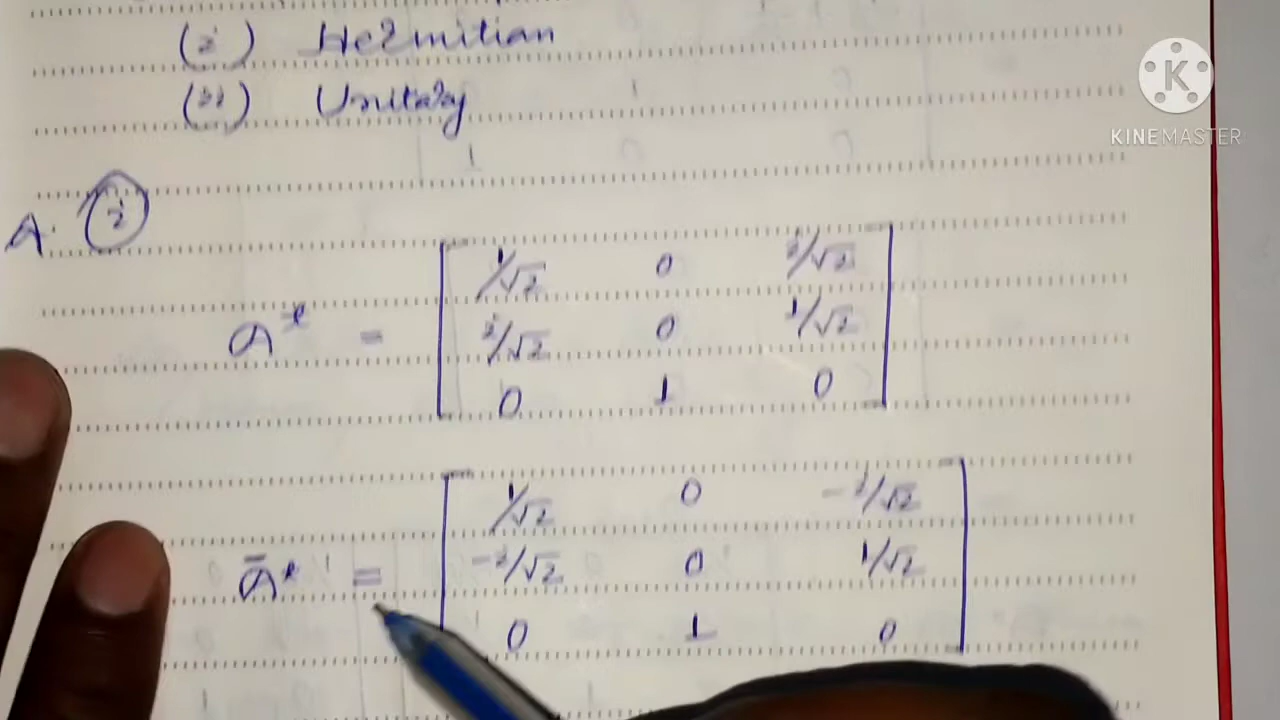 (i) Hermitian
(ii) Unitary
K
KINEMASTER
A. (i)
A^t = [ 1/√2 0 i/√2
i/√2 0 1/√2
0 1 0 ]
Ā^t = [ 1/√2 0 -i/√2
-i/√2 0 1/√2
0 1 0 ]